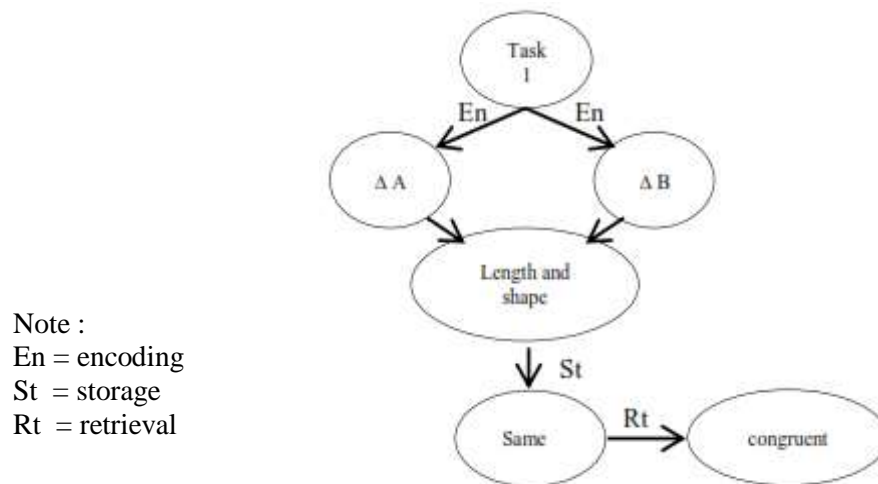 Task
1
En
En
Δ A
Δ B
Length and
shape
St
Same
Rt
congruent
Note :
En = encoding
St = storage
Rt = retrieval